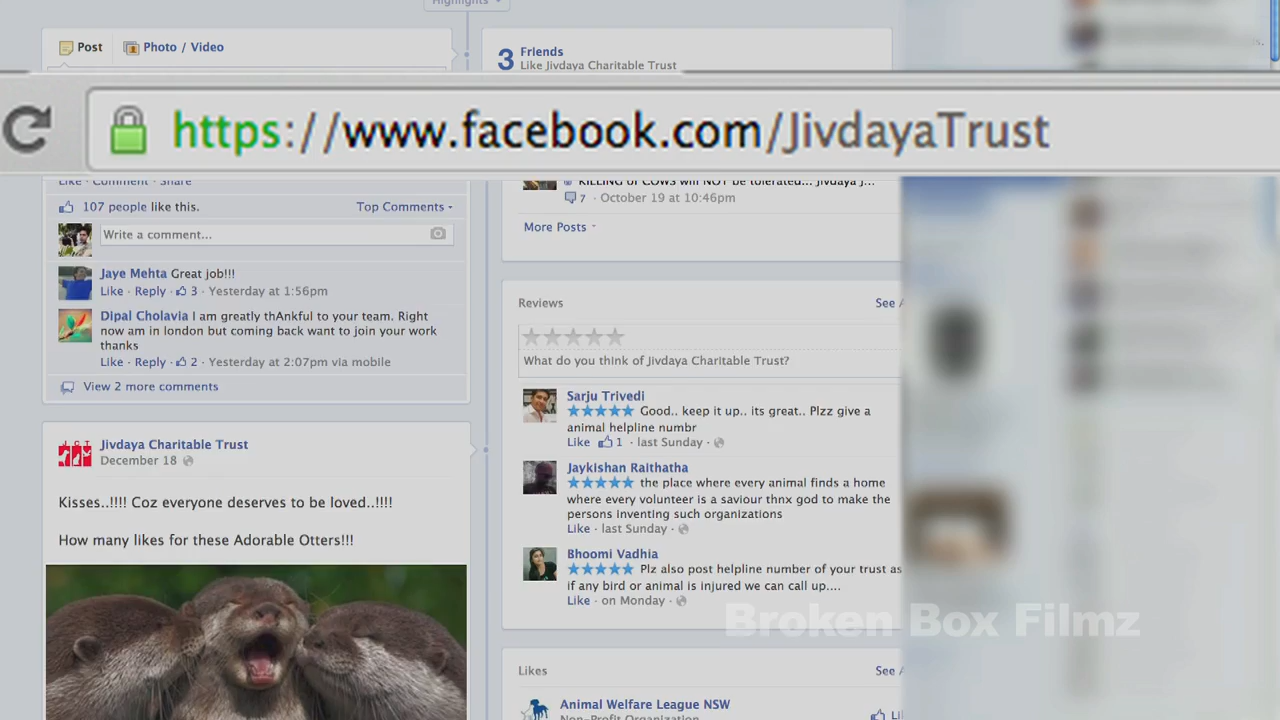 Highlights
Post
Photo / Video
3 Friends
Like Jivdaya Charitable Trust
https://www.facebook.com/JivdayaTrust
Like · Comment · Share
107 people like this.
Top Comments
Write a comment...
Jaye Mehta Great job!!!
Like · Reply · 3 · Yesterday at 1:56pm
Dipal Cholavia I am greatly thAnkful to your team. Right
now am in london but coming back want to join your work
thanks
Like · Reply · 2 · Yesterday at 2:07pm via mobile
View 2 more comments
Jivdaya Charitable Trust
December 18
Kisses..!!!! Coz everyone deserves to be loved..!!!!
How many likes for these Adorable Otters!!!
KILLING of COWS will NOT be tolerated... Jivdaya J...
7 · October 19 at 10:46pm
More Posts
Reviews
See
What do you think of Jivdaya Charitable Trust?
Sarju Trivedi
Good.. keep it up.. its great.. Plzz give a
animal helpline numbr
Like 1 · last Sunday ·
Jaykishan Raithatha
the place where every animal finds a home
where every volunteer is a saviour thnx god to make the
persons inventing such organizations
Like · last Sunday ·
Bhoomi Vadhia
Plz also post helpline number of your trust as
if any bird or animal is injured we can call up....
Like · on Monday ·
Broken Box Filmz
Likes
See
Animal Welfare League NSW
Non-Profit Organization